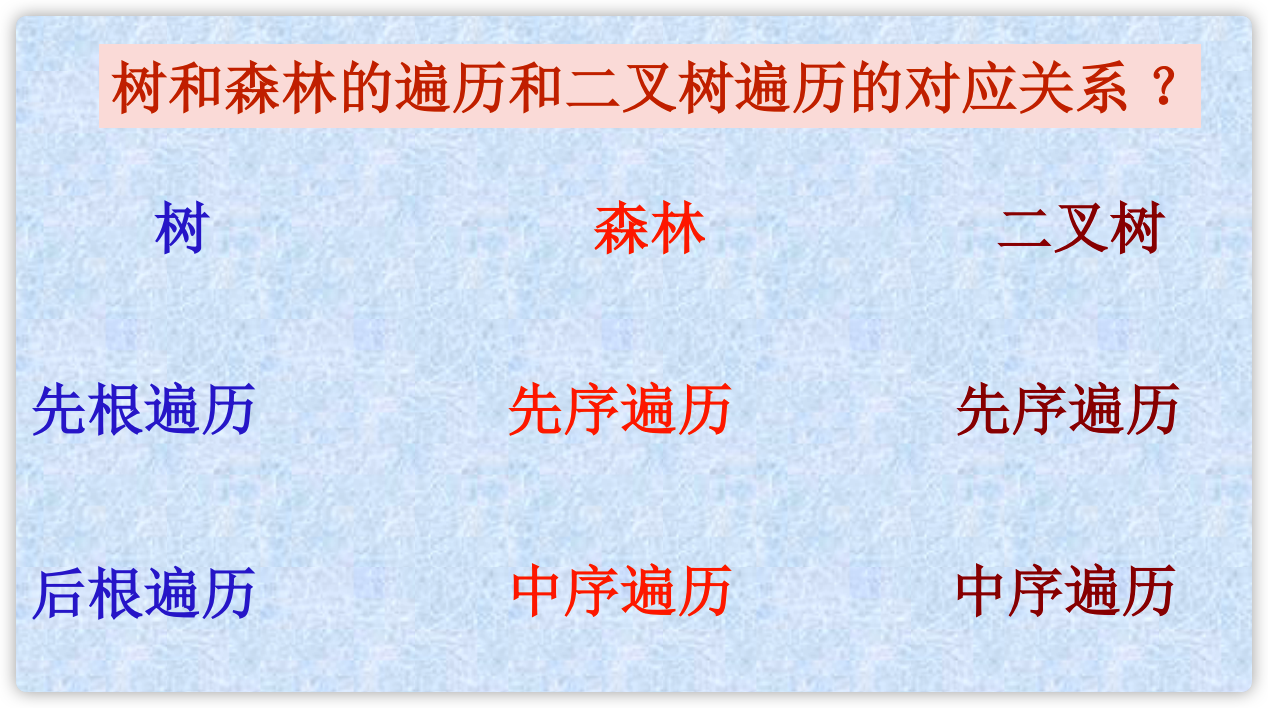 树和森林的遍历和二叉树遍历的对应关系?
树 森林 二叉树
先根遍历 先序遍历 先序遍历
后根遍历 中序遍历 中序遍历